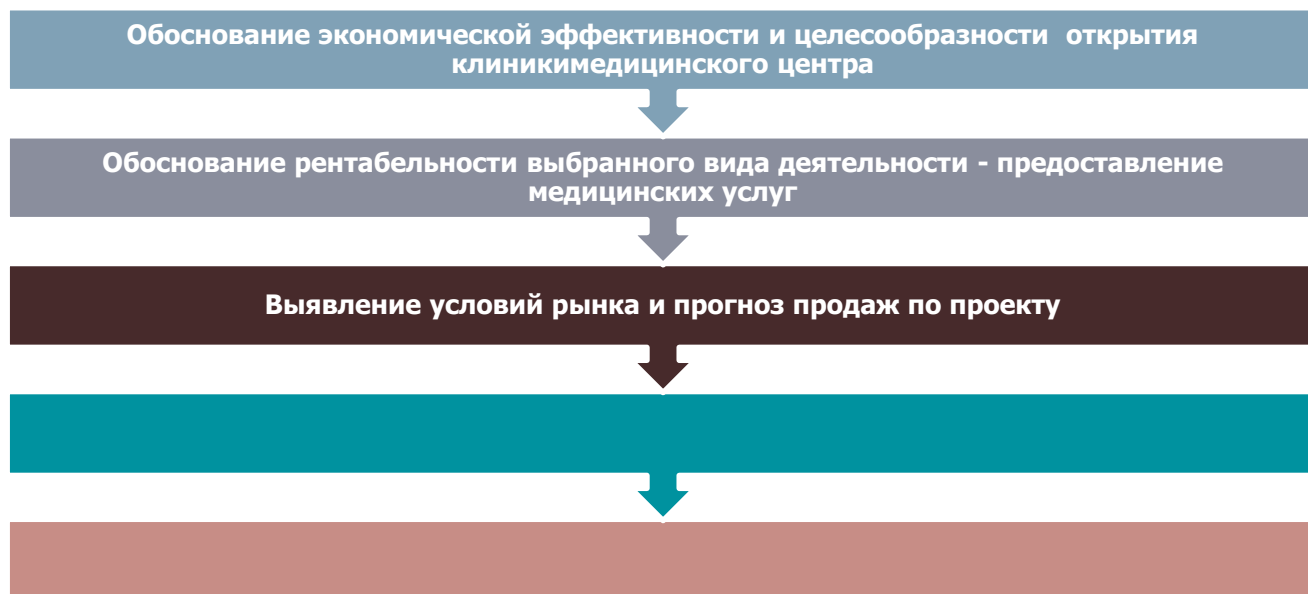 Обоснование экономической эффективности и целесообразности  открытия
клиникимедицинского центра
Обоснование рентабельности выбранного вида деятельности - предоставление
медицинских услуг
Выявление условий рынка и прогноз продаж по проекту